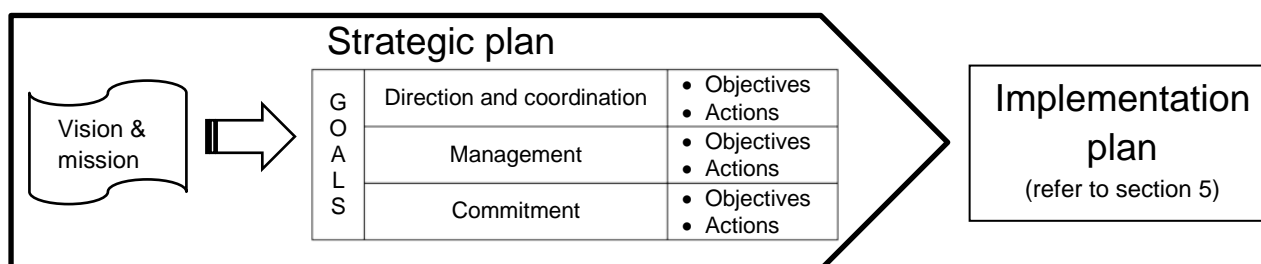 Strategic plan
Vision &
mission
G
O
A
L
S
Direction and coordination
• Objectives
• Actions
Management
• Objectives
• Actions
Commitment
• Objectives
• Actions
Implementation
plan
(refer to section 5)